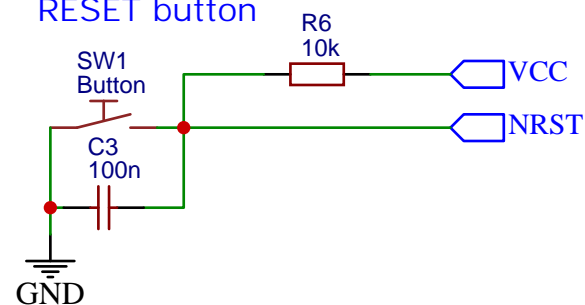 RESET button
R6
10k
SW1
Button
VCC
NRST
C3
100n
GND